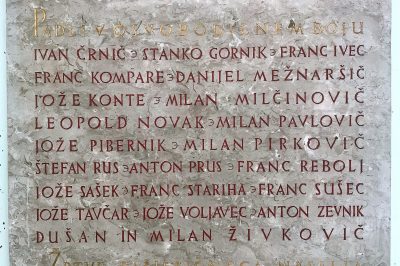 PADLI V OSVOBODILNEM BOJU
IVAN ČRNIČ STANKO GORNIK FRANC IVEC
FRANC KOMPARE DANIJEL MEŽNARŠIČ
JOŽE KONTE MILAN MILČINOVIČ
LEOPOLD NOVAK MILAN PAVLOVIČ
JOŽE PIBERNIK MILAN PIRKOVIČ
ŠTEFAN RUS ANTON PRUS FRANC REBOLJ
JOŽE SAŠEK FRANC STARIHA FRANC SUŠEC
JOŽE TAVČAR JOŽE VOLJAVEC ANTON ZEVNIK
DUŠAN IN MILAN ŽIVKOVIČ